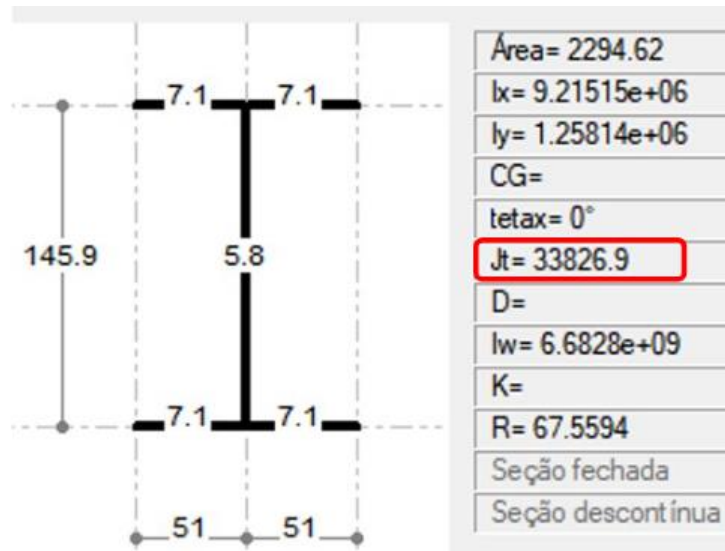 7.1 7.1
145.9 5.8
7.1 7.1
51 51
Área= 2294.62
Ix= 9.21515e+06
Iy= 1.25814e+06
CG=
tetax= 0°
Jt= 33826.9
D=
Iw= 6.6828e+09
K=
R= 67.5594
Seção fechada
Seção descontínua